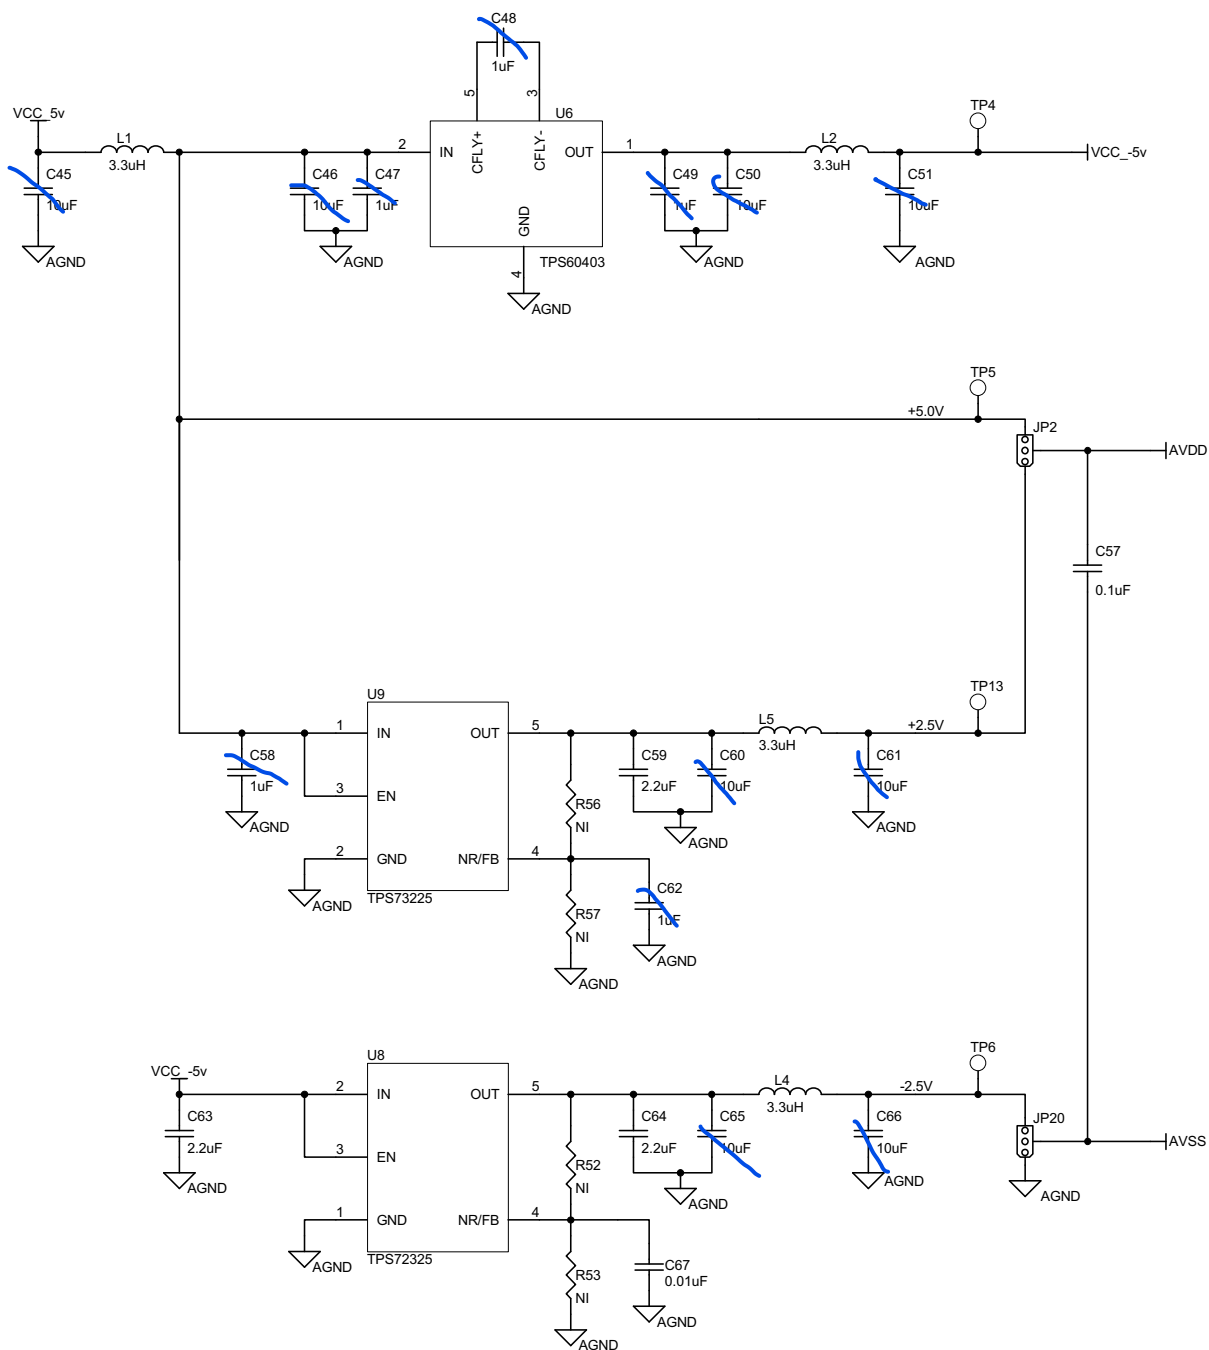 C48
1uF
5
3
VCC_5v
L1
3.3uH
2
IN
CFLY+
CFLY-
U6
OUT
1
GND
4
TPS60403
AGND
C45
10uF
AGND
C46
10uF
C47
1uF
AGND
C49
1uF
C50
10uF
AGND
L2
3.3uH
C51
10uF
AGND
TP4
VCC_-5v
TP5
+5.0V
JP2
AVDD
C57
0.1uF
U9
1
IN
OUT
5
3
EN
2
GND
NR/FB
4
TPS73225
AGND
C58
1uF
AGND
R56
NI
R57
NI
AGND
C59
2.2uF
C60
10uF
AGND
C62
1uF
AGND
L5
3.3uH
C61
10uF
AGND
+2.5V
TP13
VCC_-5v
C63
2.2uF
AGND
U8
2
IN
OUT
5
3
EN
1
GND
NR/FB
4
TPS72325
AGND
R52
NI
R53
NI
AGND
C64
2.2uF
C65
10uF
AGND
C67
0.01uF
AGND
L4
3.3uH
C66
10uF
AGND
-2.5V
TP6
JP20
AGND
AVSS